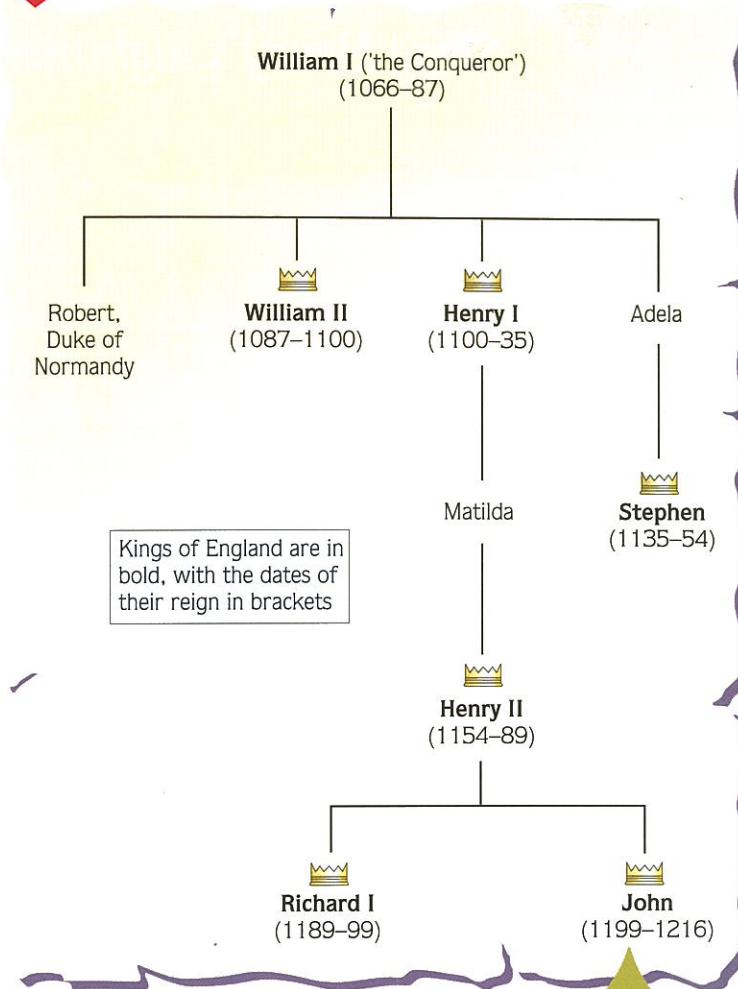 William I ('the Conqueror')
(1066–87)
Robert,
Duke of
Normandy
William II
(1087–1100)
Henry I
(1100–35)
Adela
Matilda
Stephen
(1135–54)
Kings of England are in
bold, with the dates of
their reign in brackets
Henry II
(1154–89)
Richard I
(1189–99)
John
(1199–1216)